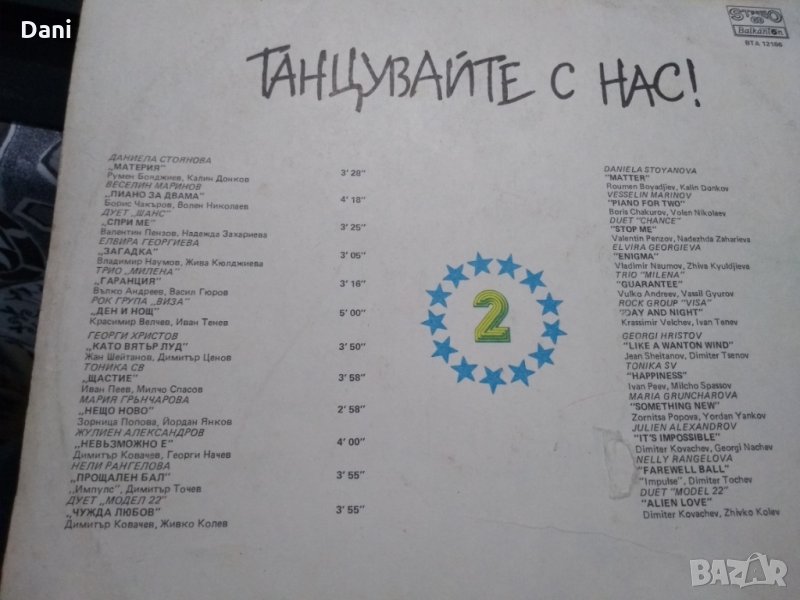 Dani
STEREO
Balkanton
BTA 12166
ТАНЦУВАЙТЕ С НАС!
ДАНИЕЛА СТОЯНОВА
„МАТЕРИЯ" 3' 28"
Румен Бояджиев, Калин Донков
ВЕСЕЛИН МАРИНОВ
„ПИАНО ЗА ДВАМА" 4' 18"
Борис Чакъров, Волен Николаев
ДУЕТ „ШАНС"
„СПРИ МЕ" 3' 25"
Валентин Пензов, Надежда Захариева
ЕЛВИРА ГЕОРГИЕВА
„ЗАГАДКА" 3' 05"
Владимир Наумов, Жива Кюлджиева
ТРИО „МИЛЕНА"
„ГАРАНЦИЯ" 3' 16"
Вълко Андреев, Васил Гюров
РОК ГРУПА „ВИЗА"
„ДЕН И НОЩ" 5' 00"
Красимир Велчев, Иван Тенев
ГЕОРГИ ХРИСТОВ
„КАТО ВЯТЪР ЛУД" 3' 50"
Жан Шейтанов, Димитър Ценов
ТОНИКА СВ
„ЩАСТИЕ" 3' 58"
Иван Пеев, Милчо Спасов
МАРИЯ ГРЪНЧАРОВА
„НЕЩО НОВО" 2' 58"
Зорница Попова, Йордан Янков
ЖУЛИЕН АЛЕКСАНДРОВ
„НЕВЪЗМОЖНО Е" 4' 00"
Димитър Ковачев, Георги Начев
НЕЛИ РАНГЕЛОВА
„ПРОЩАЛЕН БАЛ" 3' 55"
„Импулс", Димитър Точев
ДУЕТ „МОДЕЛ 22"
„ЧУЖДА ЛЮБОВ" 3' 55"
Димитър Ковачев, Живко Колев
2
DANIELA STOYANOVA
"MATTER"
Roumen Boyadjiev, Kalin Donkov
VESSELIN MARINOV
"PIANO FOR TWO"
Boris Chakurov, Volen Nikolaev
DUET "CHANCE"
"STOP ME"
Valentin Penzov, Nadezhda Zaharieva
ELVIRA GEORGIEVA
"ENIGMA"
Vladimir Naumov, Zhiva Kyuldjieva
TRIO "MILENA"
"GUARANTEE"
Vulko Andreev, Vassil Gyurov
ROCK GROUP "VISA"
"DAY AND NIGHT"
Krassimir Velchev, Ivan Tenev
GEORGI HRISTOV
"LIKE A WANTON WIND"
Jean Sheitanov, Dimiter Tsenov
TONIKA SV
"HAPPINESS"
Ivan Peev, Milcho Spassov
MARIA GRUNCHAROVA
"SOMETHING NEW"
Zornitsa Popova, Yordan Yankov
JULIEN ALEXANDROV
"IT'S IMPOSSIBLE"
Dimiter Kovachev, Georgi Nachev
NELLY RANGELOVA
"FAREWELL BALL"
"Impulse", Dimiter Tochev
DUET "MODEL 22"
"ALIEN LOVE"
Dimiter Kovachev, Zhivko Kolev
BAZAR